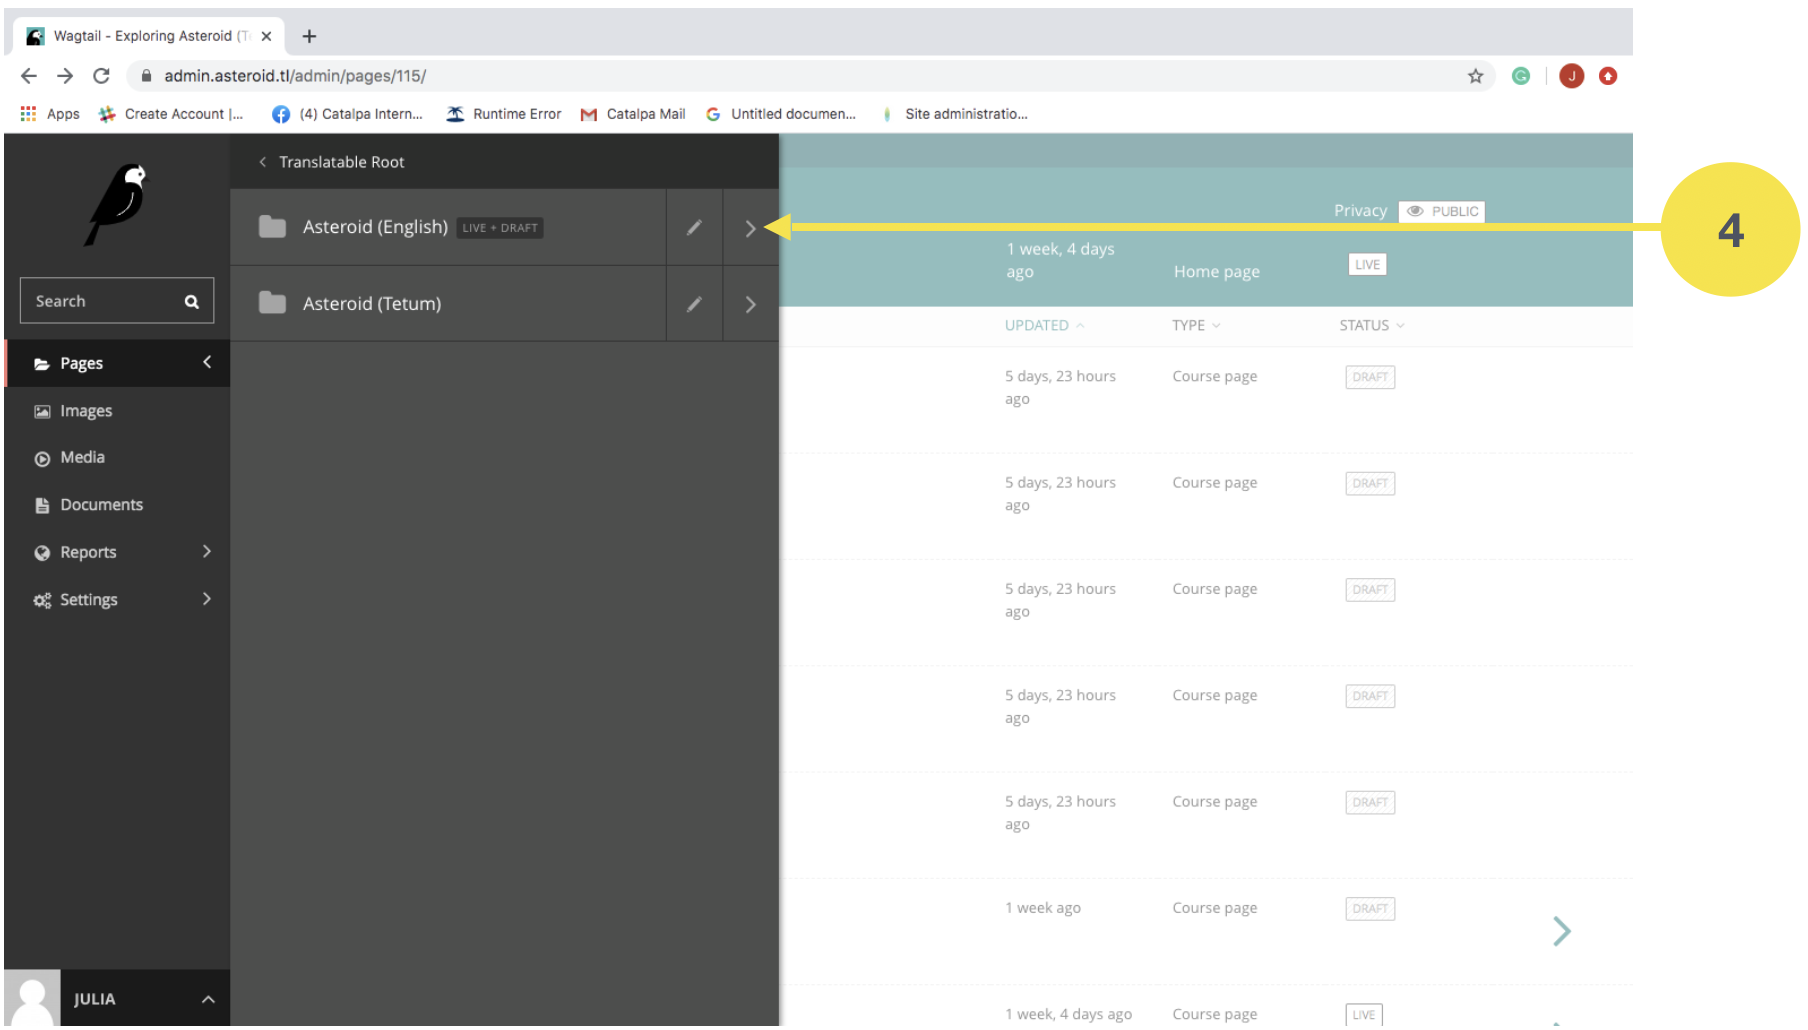 Wagtail - Exploring Asteroid (T
admin.asteroid.tl/admin/pages/115/
J
Apps
Create Account |...
(4) Catalpa Intern...
Runtime Error
Catalpa Mail
Untitled documen...
Site administratio...
Translatable Root
Asteroid (English) LIVE + DRAFT
Asteroid (Tetum)
Search
Pages
Images
Media
Documents
Reports
Settings
JULIA
Privacy PUBLIC
1 week, 4 days
ago
Home page
LIVE
4
UPDATED TYPE STATUS
5 days, 23 hours
ago
Course page
DRAFT
5 days, 23 hours
ago
Course page
DRAFT
5 days, 23 hours
ago
Course page
DRAFT
5 days, 23 hours
ago
Course page
DRAFT
5 days, 23 hours
ago
Course page
DRAFT
1 week ago
Course page
DRAFT
1 week, 4 days ago
Course page
LIVE